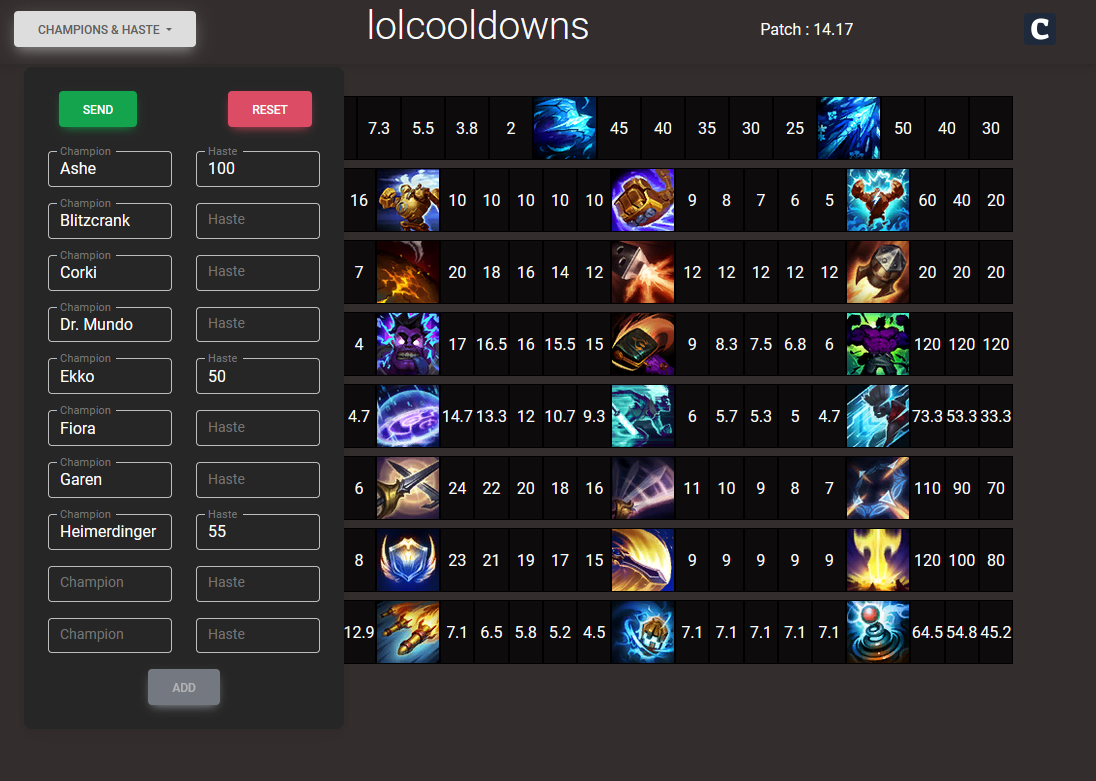 CHAMPIONS & HASTE
lolcooldowns
Patch : 14.17
C
SEND
RESET
Champion
Ashe
Haste
100
7.3 5.5 3.8 2 45 40 35 30 25 50 40 30
Champion
Blitzcrank
Haste
16 10 10 10 10 10 9 8 7 6 5 60 40 20
Champion
Corki
Haste
7 20 18 16 14 12 12 12 12 12 12 20 20 20
Champion
Dr. Mundo
Haste
4 17 16.5 16 15.5 15 9 8.3 7.5 6.8 6 120 120 120
Champion
Ekko
Haste
50
4.7 14.7 13.3 12 10.7 9.3 6 5.7 5.3 5 4.7 73.3 53.3 33.3
Champion
Fiora
Haste
6 24 22 20 18 16 11 10 9 8 7 110 90 70
Champion
Garen
Haste
8 23 21 19 17 15 9 9 9 9 9 120 100 80
Champion
Heimerdinger
Haste
55
12.9 7.1 6.5 5.8 5.2 4.5 7.1 7.1 7.1 7.1 7.1 64.5 54.8 45.2
Champion
Haste
Champion
Haste
ADD